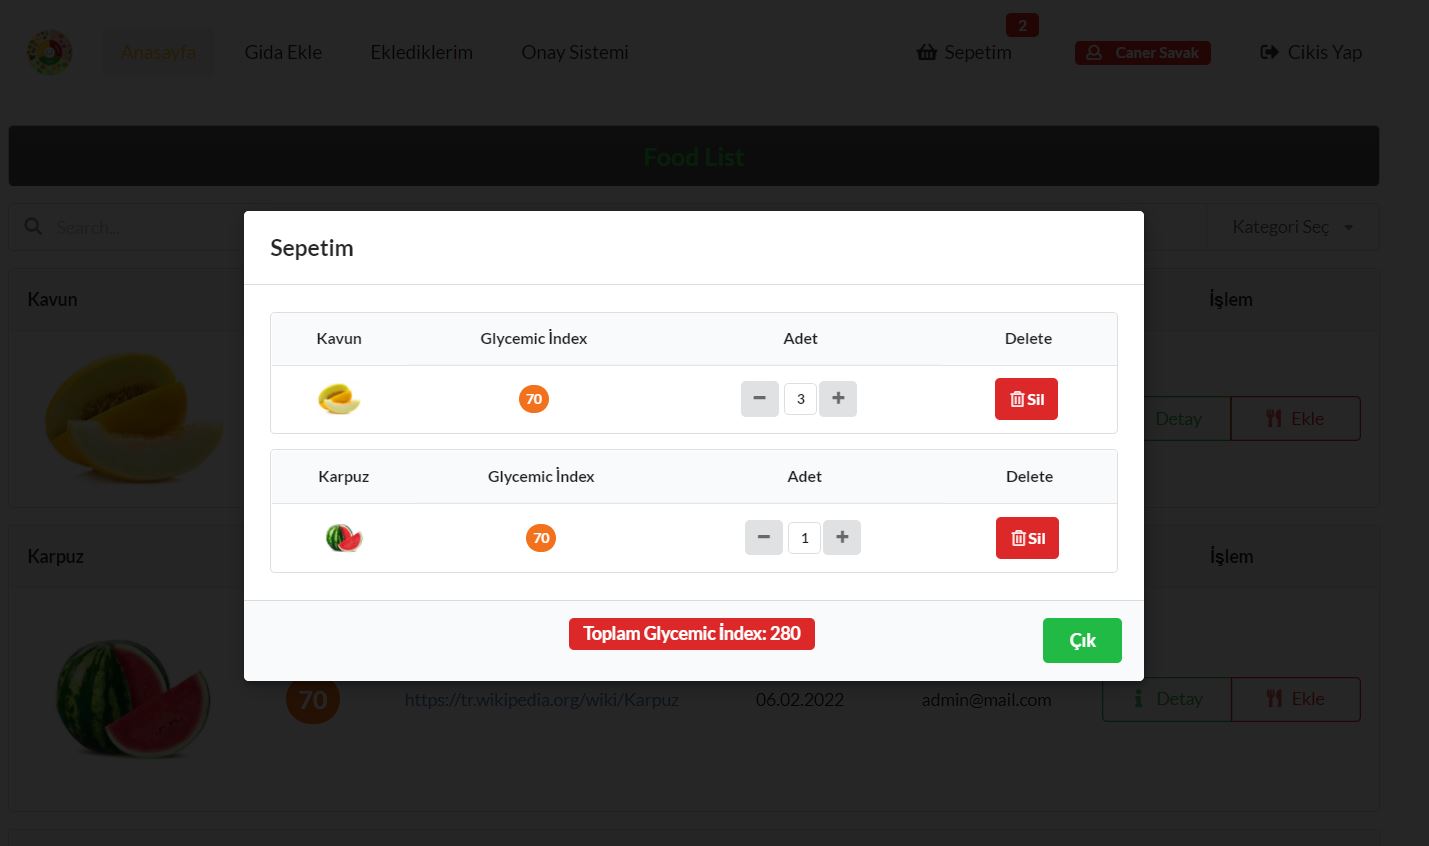 2
Anasayfa Gida Ekle Eklediklerim Onay Sistemi Sepetim Caner Savak Cikis Yap
Food List
Search... Kategori Seç
Sepetim
Kavun İşlem
Kavun Glycemic İndex Adet Delete
70 3 Sil
Detay Ekle
Karpuz Glycemic İndex Adet Delete
70 1 Sil
Karpuz İşlem
Toplam Glycemic İndex: 280 Çık
70 https://tr.wikipedia.org/wiki/Karpuz 06.02.2022 admin@mail.com Detay Ekle